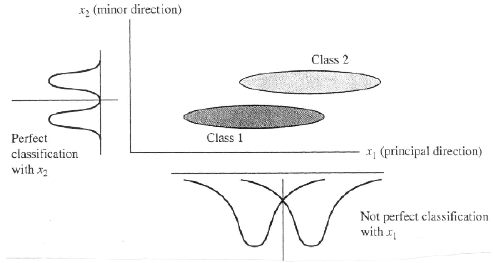 x₂ (minor direction)
Class 2
Class 1
Perfect
classification
with x₂
x₁ (principal direction)
Not perfect classification
with x₁